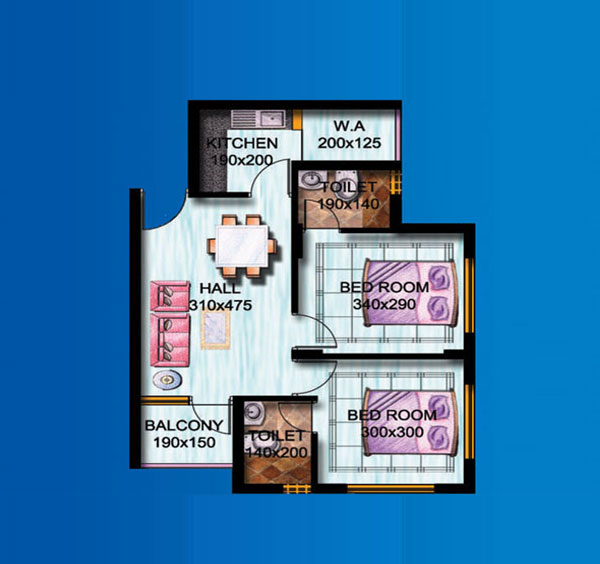 W.A
200x125
KITCHEN
190x200
TOILET
190x140
HALL
310x475
BED ROOM
340x290
BED ROOM
300x300
BALCONY
190x150
TOILET
140x200